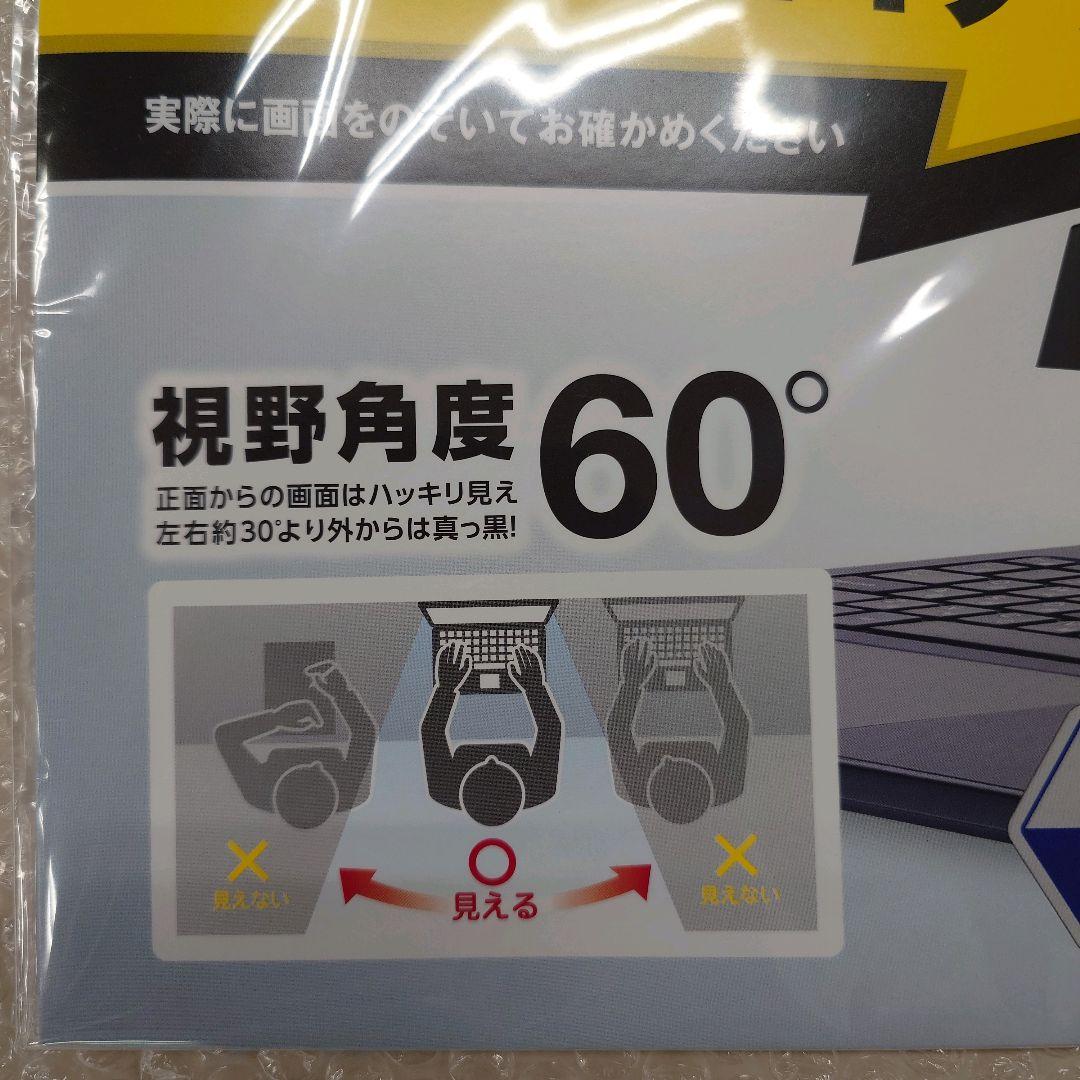 実際に画面をのぞいてお確かめください
視野角度60°
正面からの画面はハッキリ見え
左右約30°より外からは真っ黒!
見えない
見える
見えない